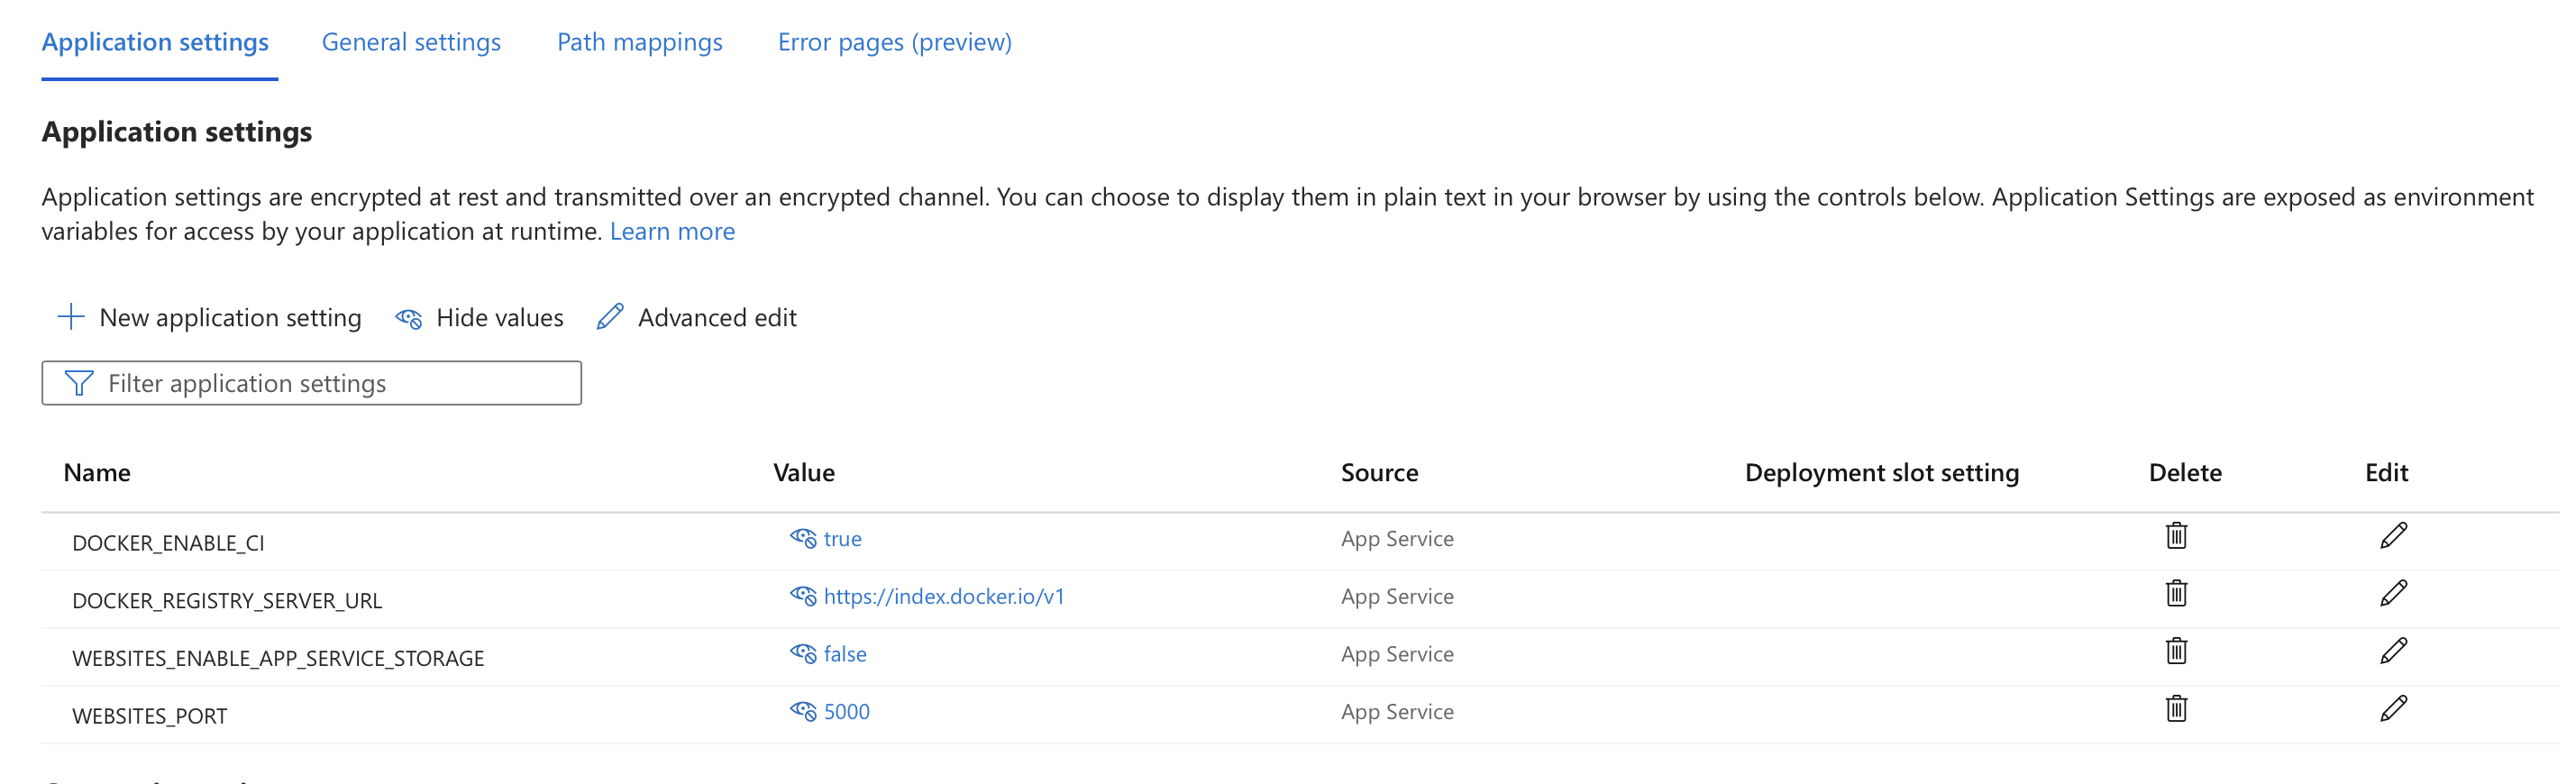 Application settings General settings Path mappings Error pages (preview)
Application settings
Application settings are encrypted at rest and transmitted over an encrypted channel. You can choose to display them in plain text in your browser by using the controls below. Application Settings are exposed as environment
variables for access by your application at runtime. Learn more
New application setting Hide values Advanced edit
Filter application settings
Name Value Source Deployment slot setting Delete Edit
DOCKER_ENABLE_CI true App Service
DOCKER_REGISTRY_SERVER_URL https://index.docker.io/v1 App Service
WEBSITES_ENABLE_APP_SERVICE_STORAGE false App Service
WEBSITES_PORT 5000 App Service